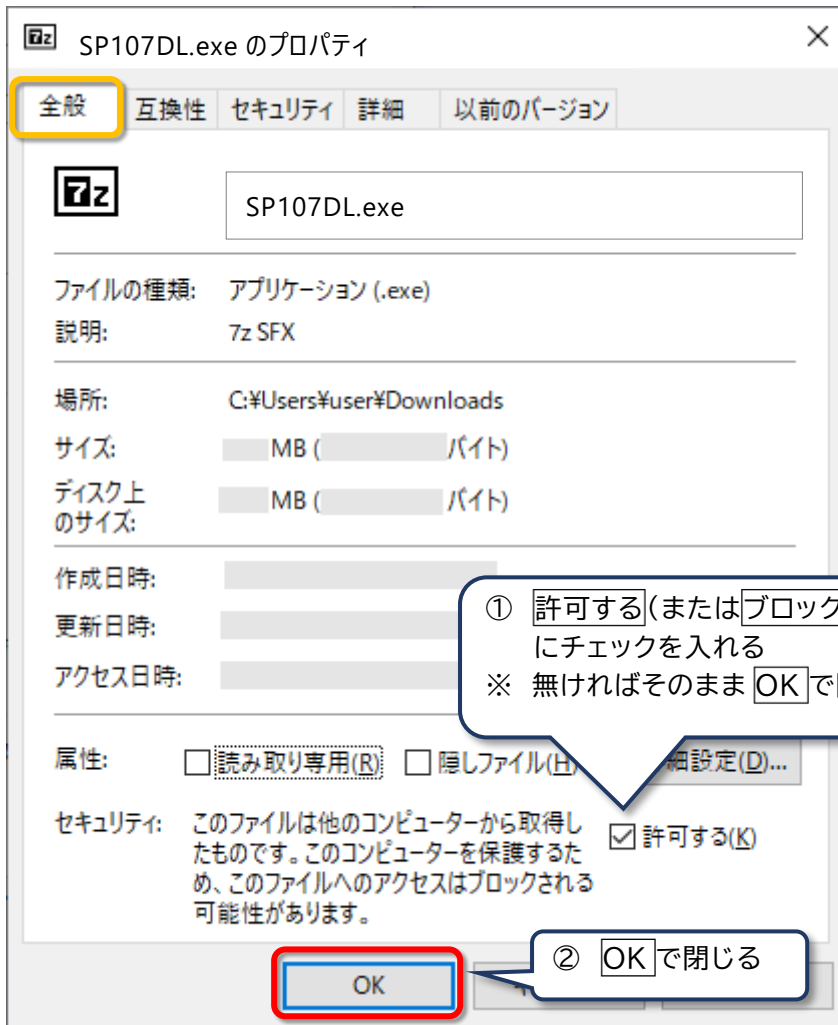 SP107DL.exe のプロパティ
全般 互換性 セキュリティ 詳細 以前のバージョン
7z
SP107DL.exe
ファイルの種類: アプリケーション (.exe)
説明: 7z SFX
場所: C:¥Users¥user¥Downloads
サイズ: MB ( バイト)
ディスク上
のサイズ: MB ( バイト)
作成日時:
更新日時:
アクセス日時:
① 許可する(またはブロック
にチェックを入れる
※ 無ければそのまま OK で
属性: 読み取り専用(R) 隠しファイル(H) 細設定(D)...
セキュリティ: このファイルは他のコンピューターから取得し
たものです。このコンピューターを保護するた
め、このファイルへのアクセスはブロックされる
可能性があります。
許可する(K)
② OK で閉じる
OK